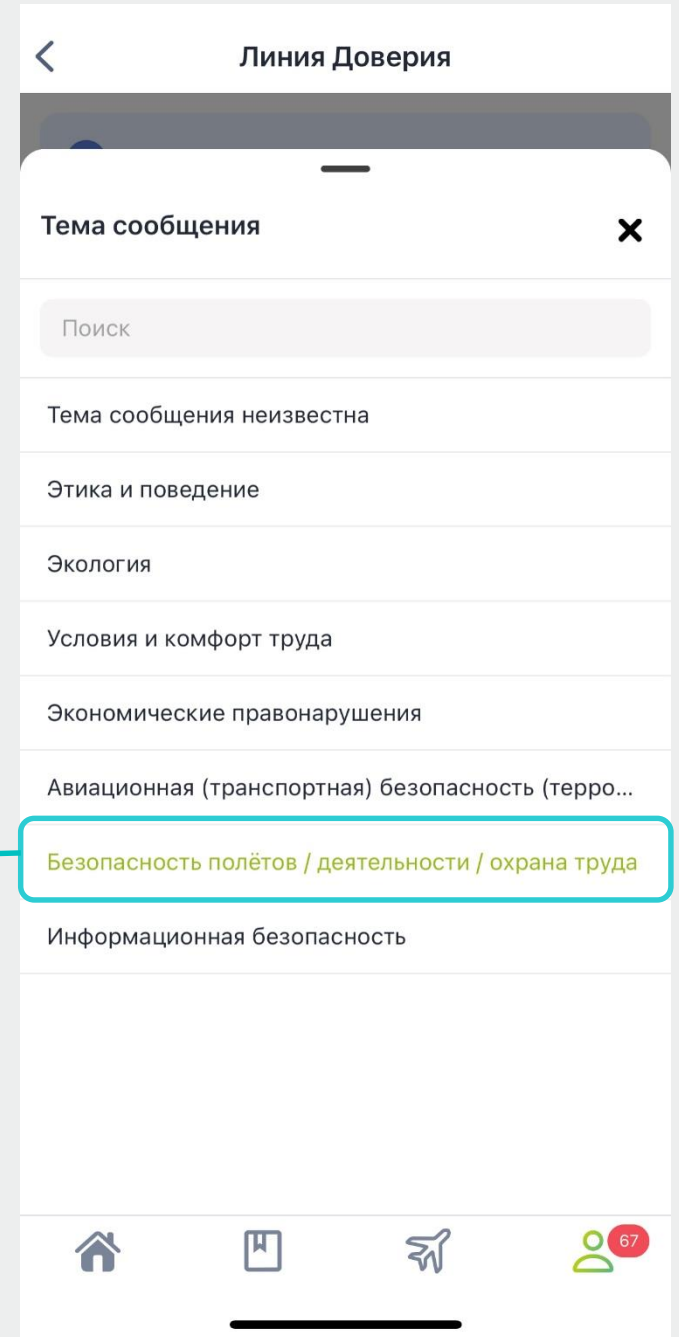 Линия Доверия
Тема сообщения
Поиск
Тема сообщения неизвестна
Этика и поведение
Экология
Условия и комфорт труда
Экономические правонарушения
Авиационная (транспортная) безопасность (терро...
Безопасность полётов / деятельности / охрана труда
Информационная безопасность
67